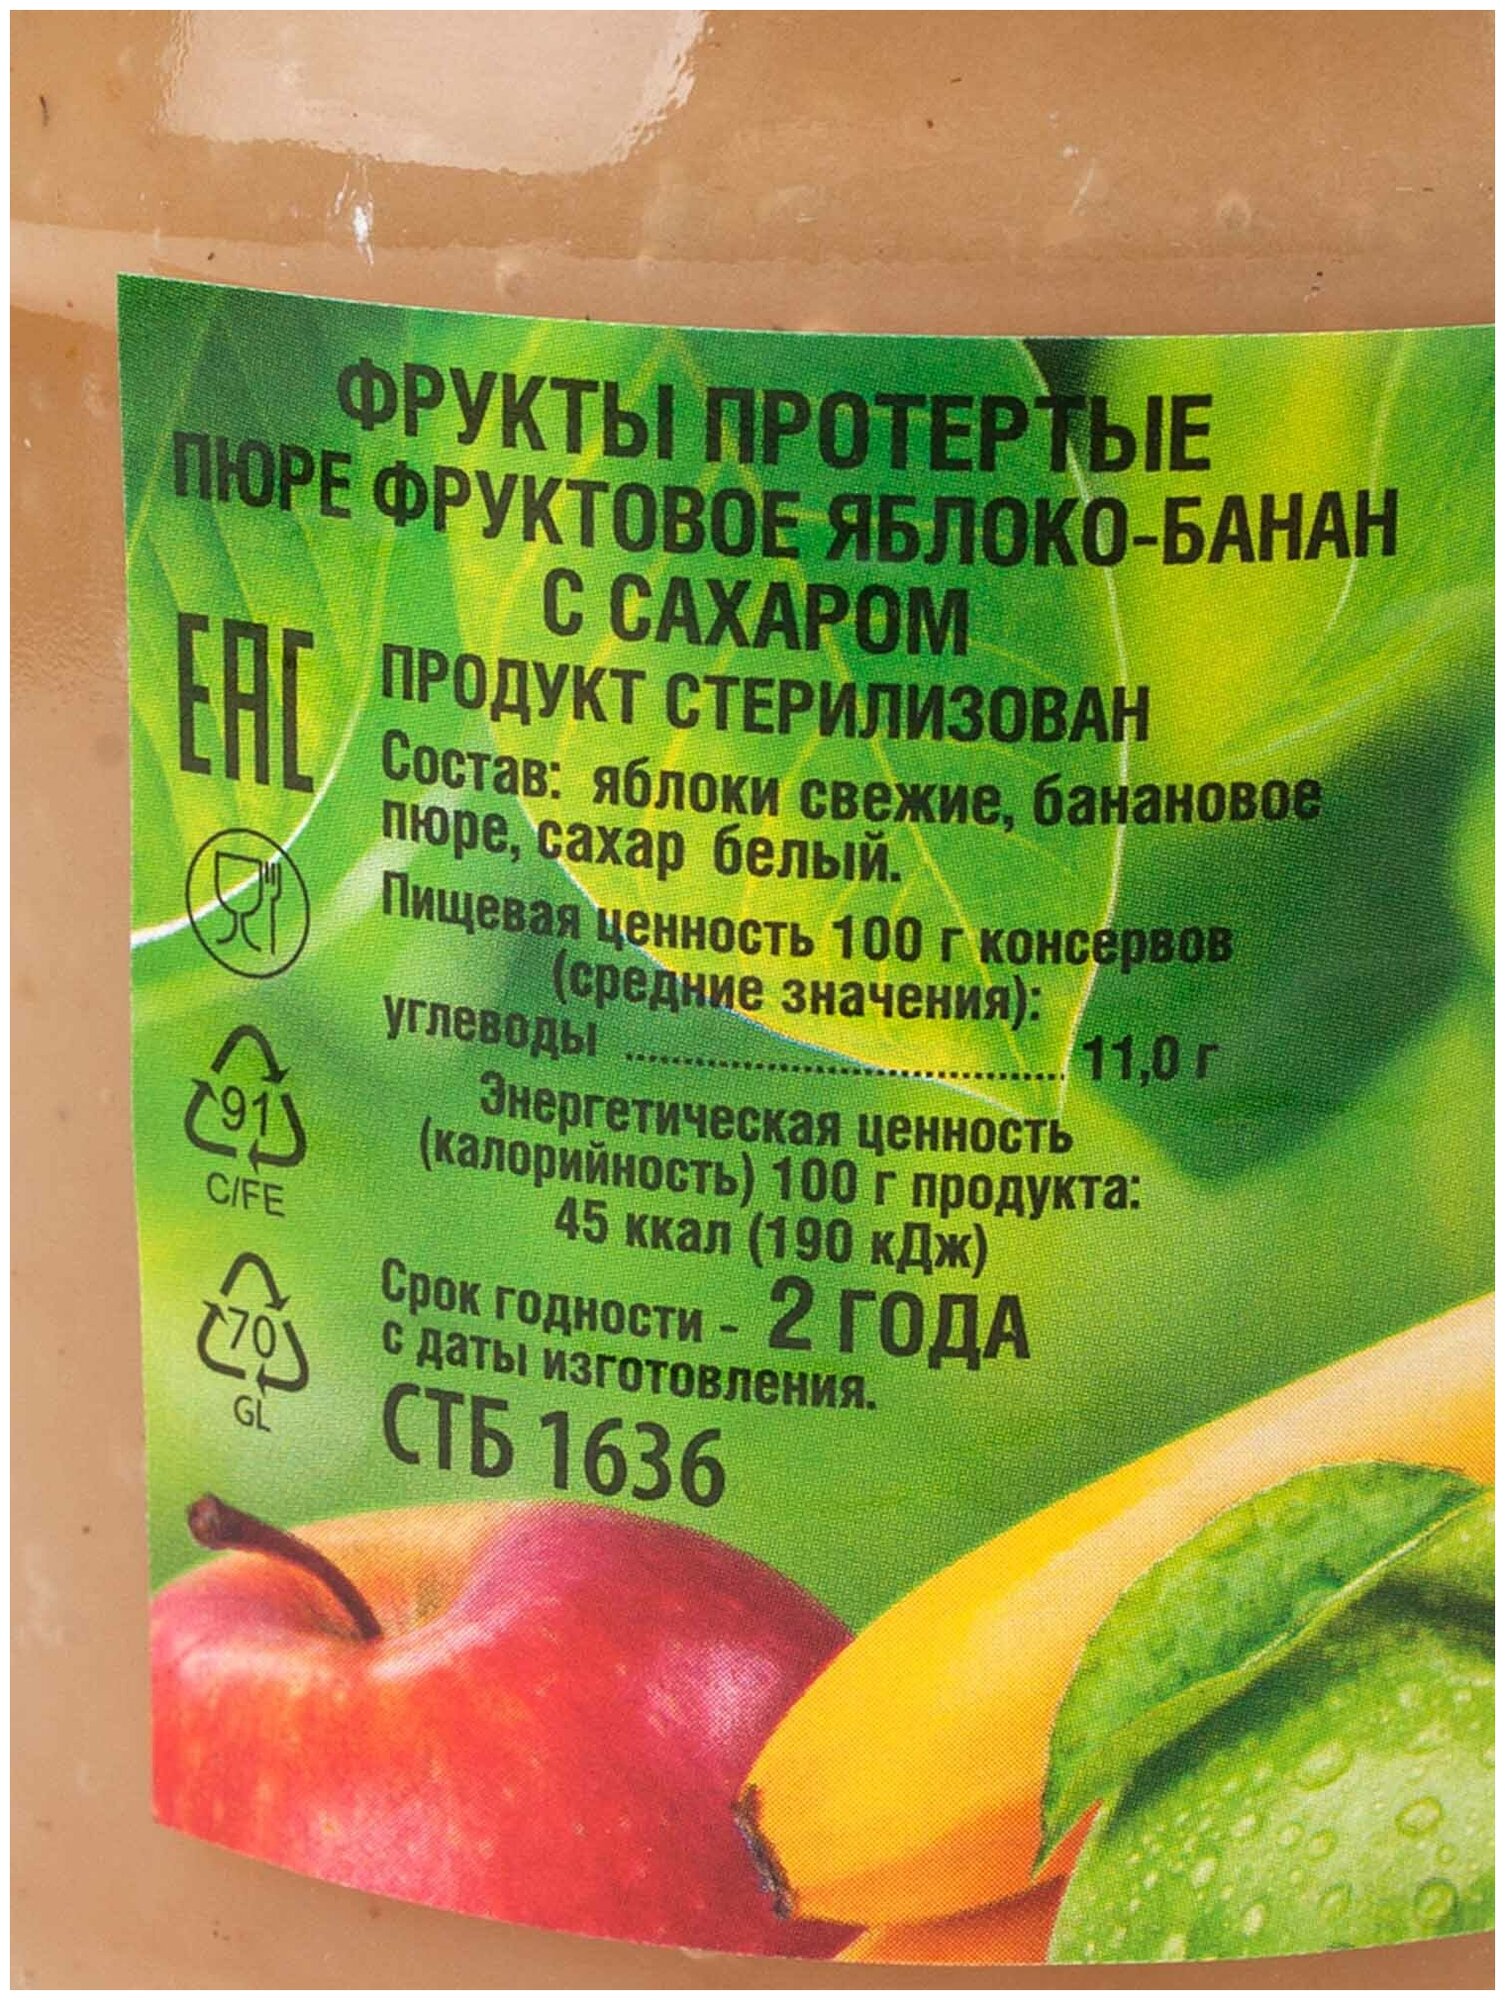 ФРУКТЫ ПРОТЕРТЫЕ
ПЮРЕ ФРУКТОВОЕ ЯБЛОКО-БАНАН
С САХАРОМ
ПРОДУКТ СТЕРИЛИЗОВАН
EAC
Состав: яблоки свежие, банановое
пюре, сахар белый.
Пищевая ценность 100 г консервов
(средние значения):
углеводы .................................... 11,0 г
Энергетическая ценность
(калорийность) 100 г продукта:
45 ккал (190 кДж)
Срок годности - 2 ГОДА
с даты изготовления.
СТБ 1636
91
C/FE
70
GL